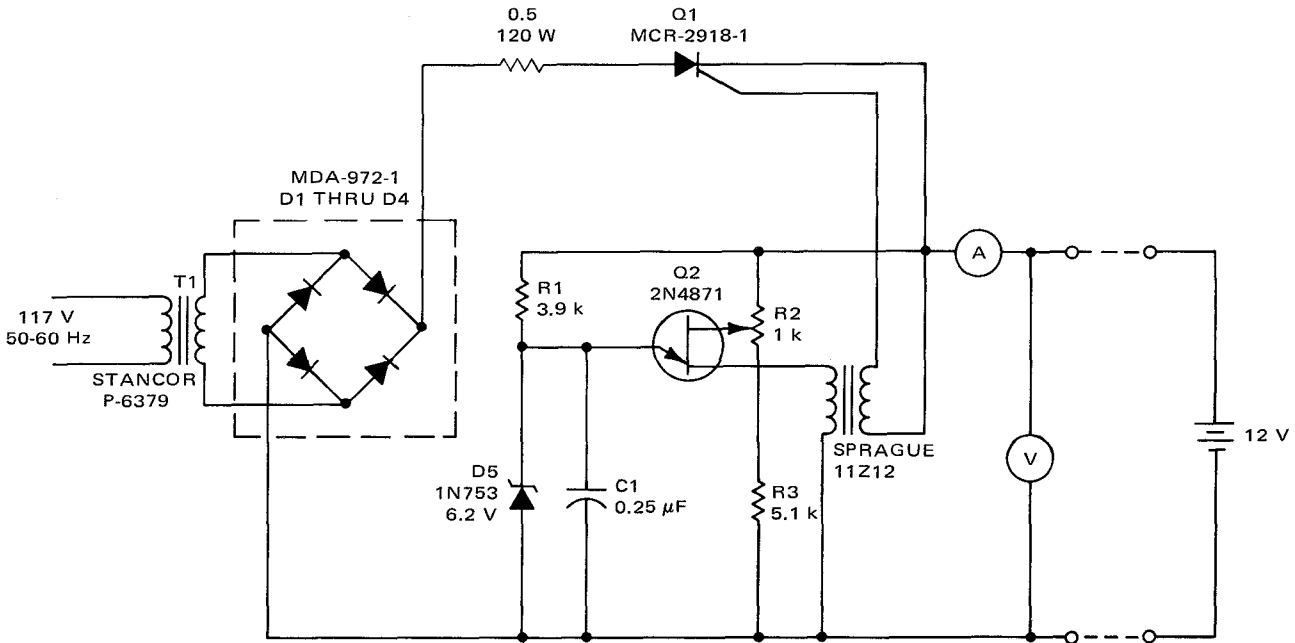 0.5
120 W
Q1
MCR-2918-1
MDA-972-1
D1 THRU D4
T1
117 V
50-60 Hz
STANCOR
P-6379
R1
3.9 k
Q2
2N4871
R2
1 k
A
D5
1N753
6.2 V
C1
0.25 μF
R3
5.1 k
SPRAGUE
11Z12
V
12 V